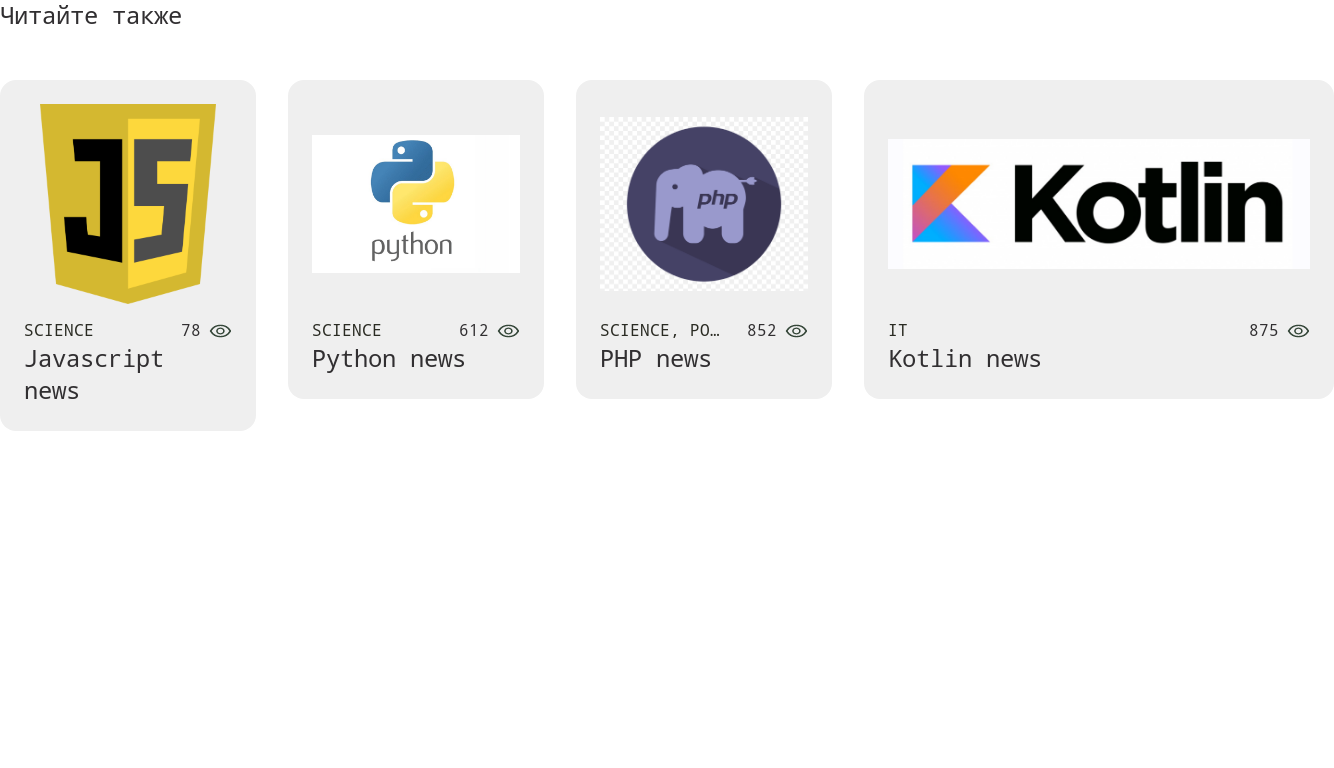 Читайте также
JS
python
php
Kotlin
SCIENCE 78
Javascript
news
SCIENCE 612
Python news
SCIENCE, PO… 852
PHP news
IT 875
Kotlin news